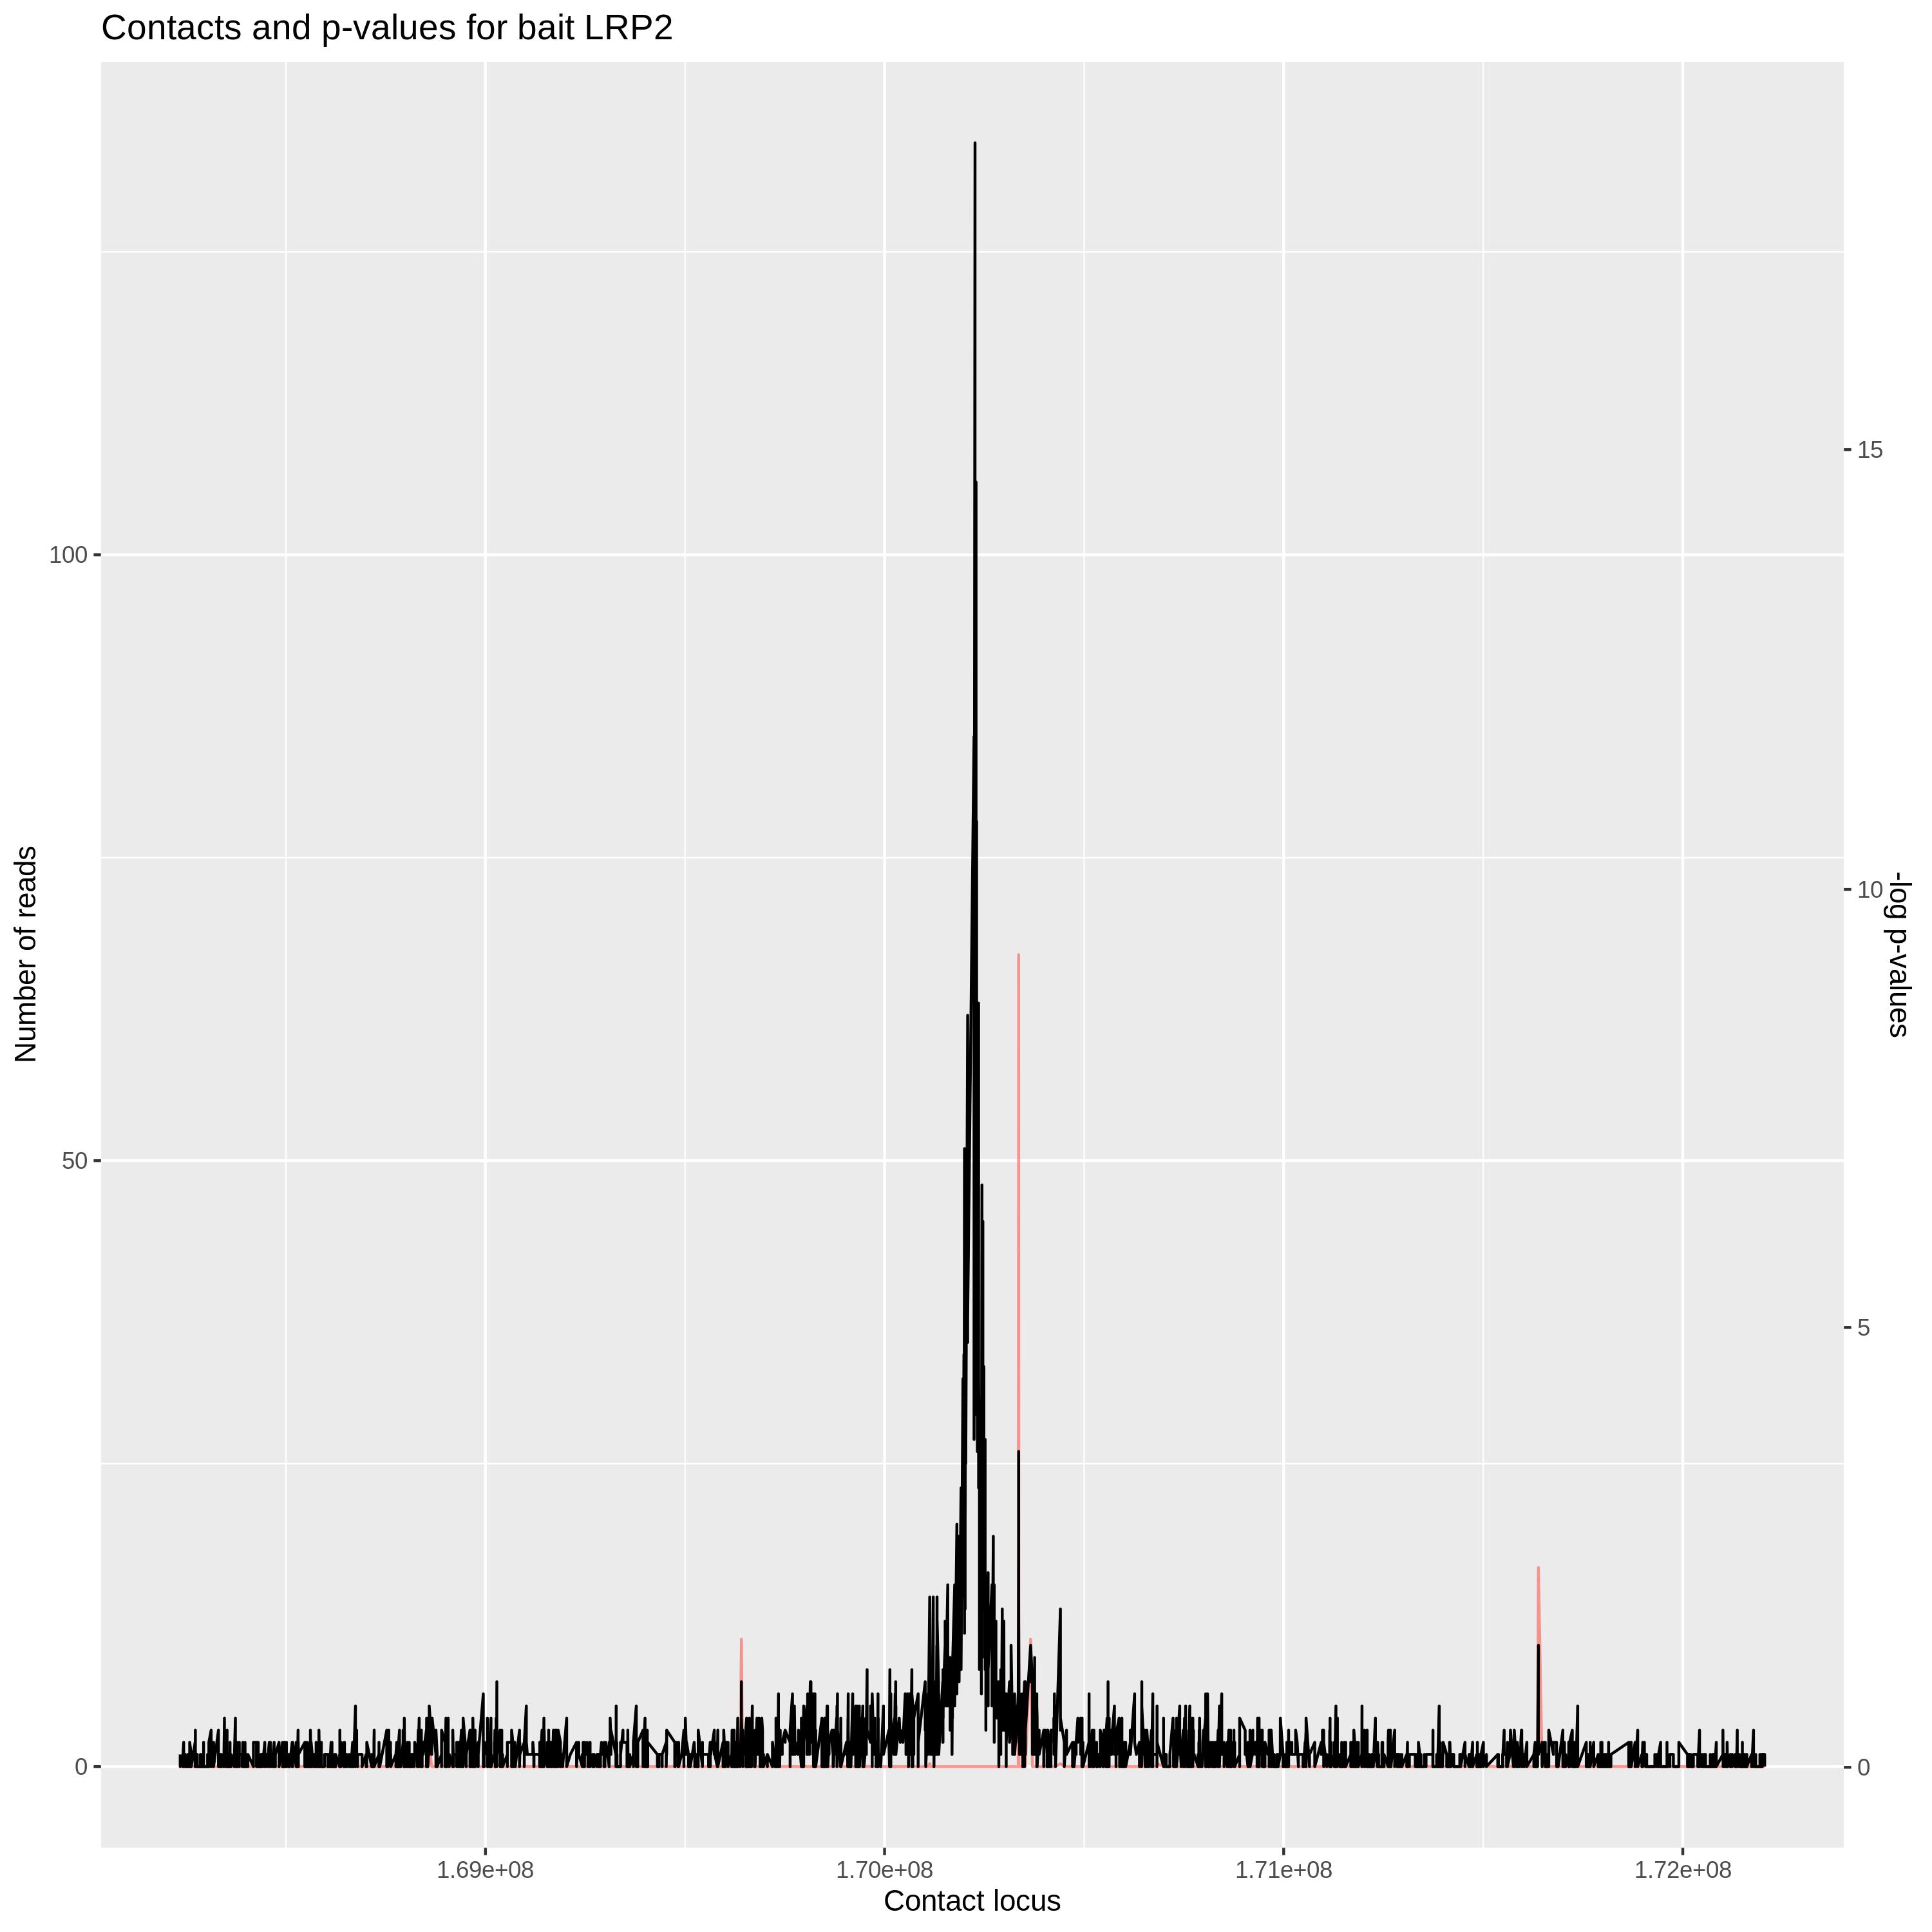 Contacts and p-values for bait LRP2
Number of reads
100
50
0
15
10
5
0
-log p-values
1.69e+08
1.70e+08
1.71e+08
1.72e+08
Contact locus